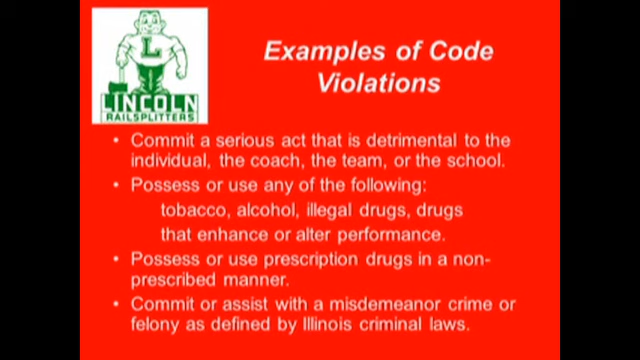 L
LINCOLN
RAILSPLITTERS
Examples of Code
Violations
• Commit a serious act that is detrimental to the
individual, the coach, the team, or the school.
• Possess or use any of the following:
tobacco, alcohol, illegal drugs, drugs
that enhance or alter performance.
• Possess or use prescription drugs in a non-
prescribed manner.
• Commit or assist with a misdemeanor crime or
felony as defined by Illinois criminal laws.